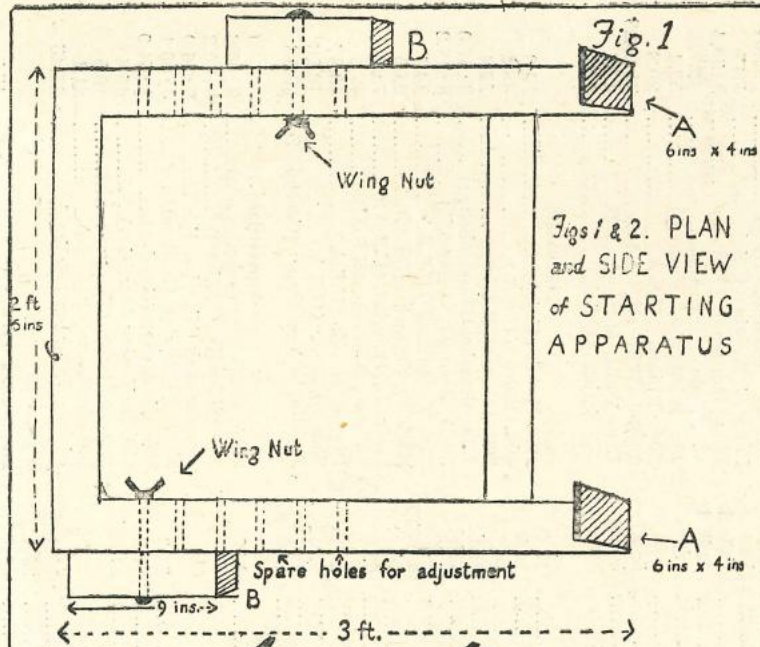 B
Fig. 1
A
6 ins x 4 ins
Wing Nut
Figs 1 & 2. PLAN
and SIDE VIEW
of STARTING
APPARATUS
2 ft
6 ins
Wing Nut
A
6 ins x 4 ins
Spare holes for adjustment
9 ins.
B
3 ft.